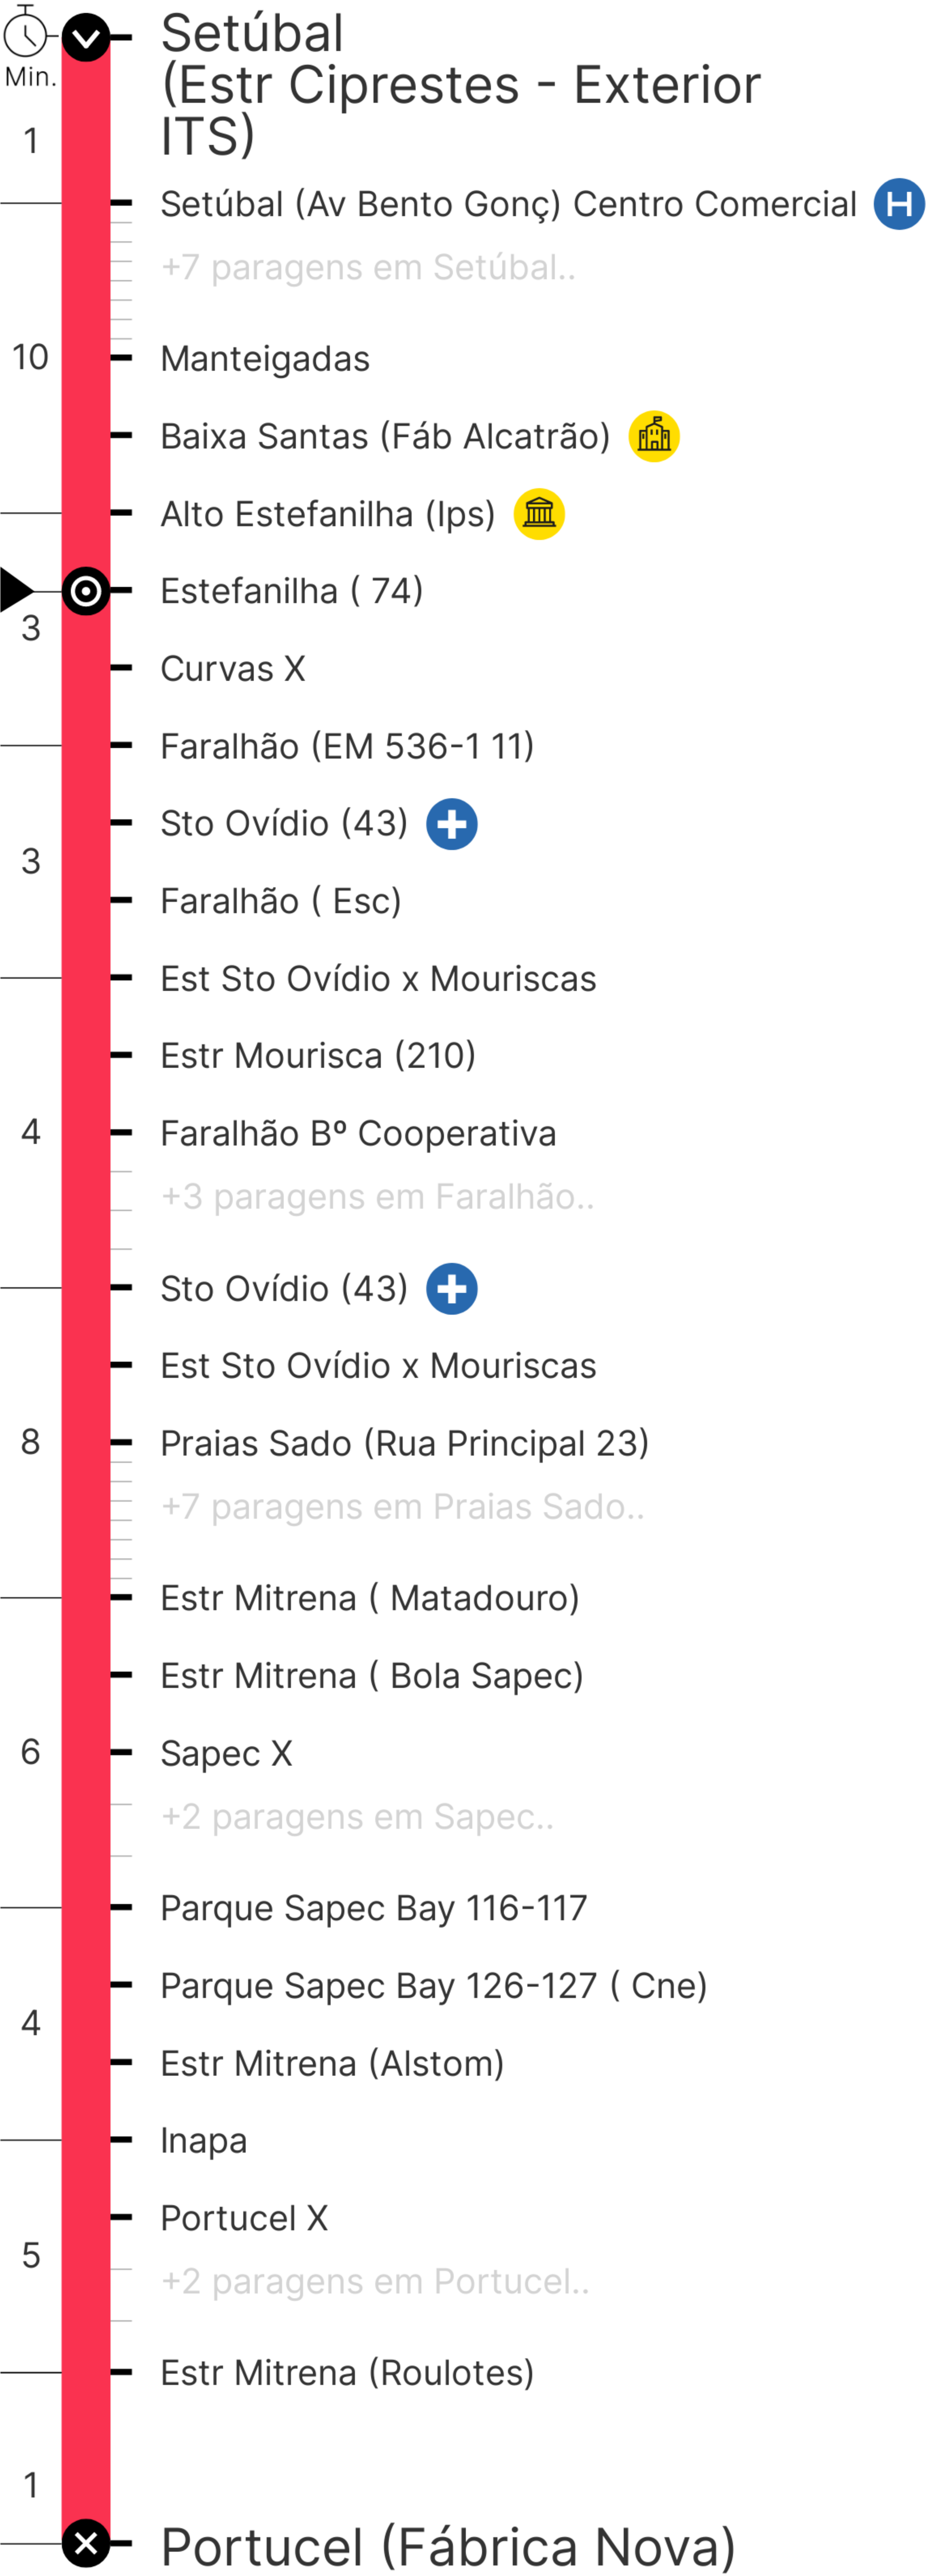 Min.
Setúbal
(Estr Ciprestes - Exterior
ITS)
1
Setúbal (Av Bento Gonç) Centro Comercial H
+7 paragens em Setúbal..
10 Manteigadas
Baixa Santas (Fáb Alcatrão)
Alto Estefanilha (Ips)
Estefanilha ( 74)
3
Curvas X
Faralhão (EM 536-1 11)
Sto Ovídio (43)
3
Faralhão ( Esc)
Est Sto Ovídio x Mouriscas
Estr Mourisca (210)
4 Faralhão Bº Cooperativa
+3 paragens em Faralhão..
Sto Ovídio (43)
Est Sto Ovídio x Mouriscas
8 Praias Sado (Rua Principal 23)
+7 paragens em Praias Sado..
Estr Mitrena ( Matadouro)
Estr Mitrena ( Bola Sapec)
6 Sapec X
+2 paragens em Sapec..
Parque Sapec Bay 116-117
Parque Sapec Bay 126-127 ( Cne)
4
Estr Mitrena (Alstom)
Inapa
Portucel X
5
+2 paragens em Portucel..
Estr Mitrena (Roulotes)
1
Portucel (Fábrica Nova)